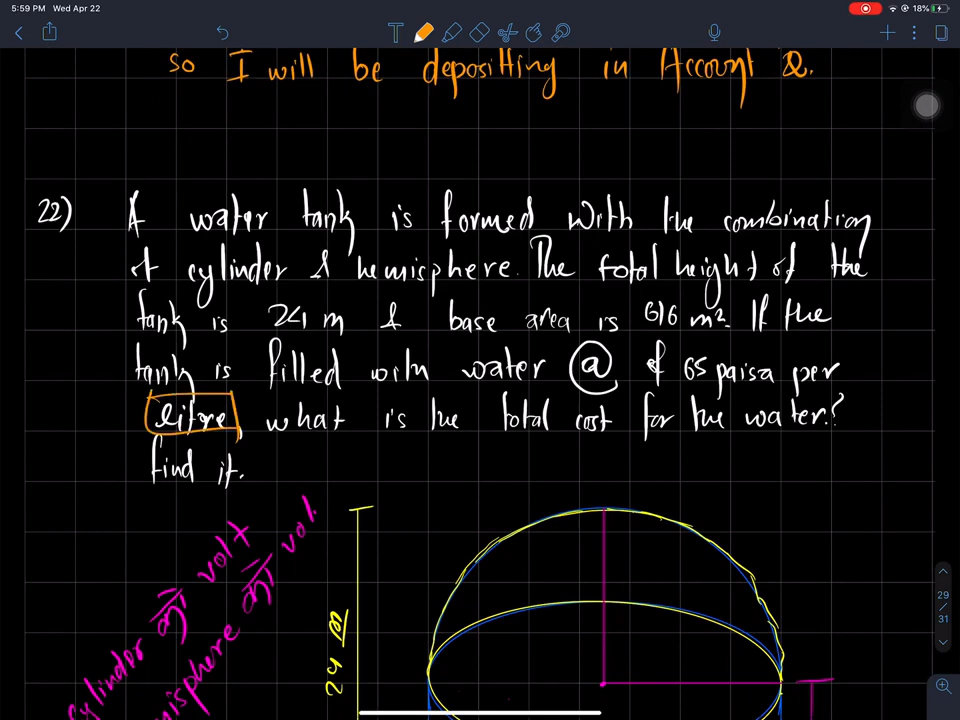 5:59 PM Wed Apr 22
18%
so I will be depositting in Account 2.
22) A water tank is formed with the combination
of cylinder & hemisphere. The total height of the
tank is 24 m & base area is 616 m². If the
tank is filled with water @ of 65 paisa per
litre, what is the total cost for the water?
find it.
24 m
cylinder को volt
hemisphere को vol.
29
/
31